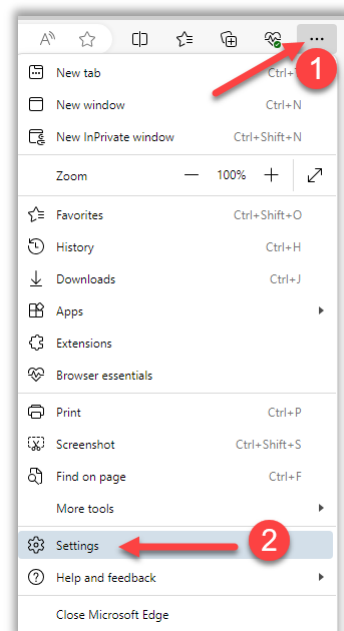 A
1
New tab Ctrl+
New window Ctrl+N
New InPrivate window Ctrl+Shift+N
Zoom — 100% +
Favorites Ctrl+Shift+O
History Ctrl+H
Downloads Ctrl+J
Apps
Extensions
Browser essentials
Print Ctrl+P
Screenshot Ctrl+Shift+S
Find on page Ctrl+F
More tools
Settings 2
Help and feedback
Close Microsoft Edge